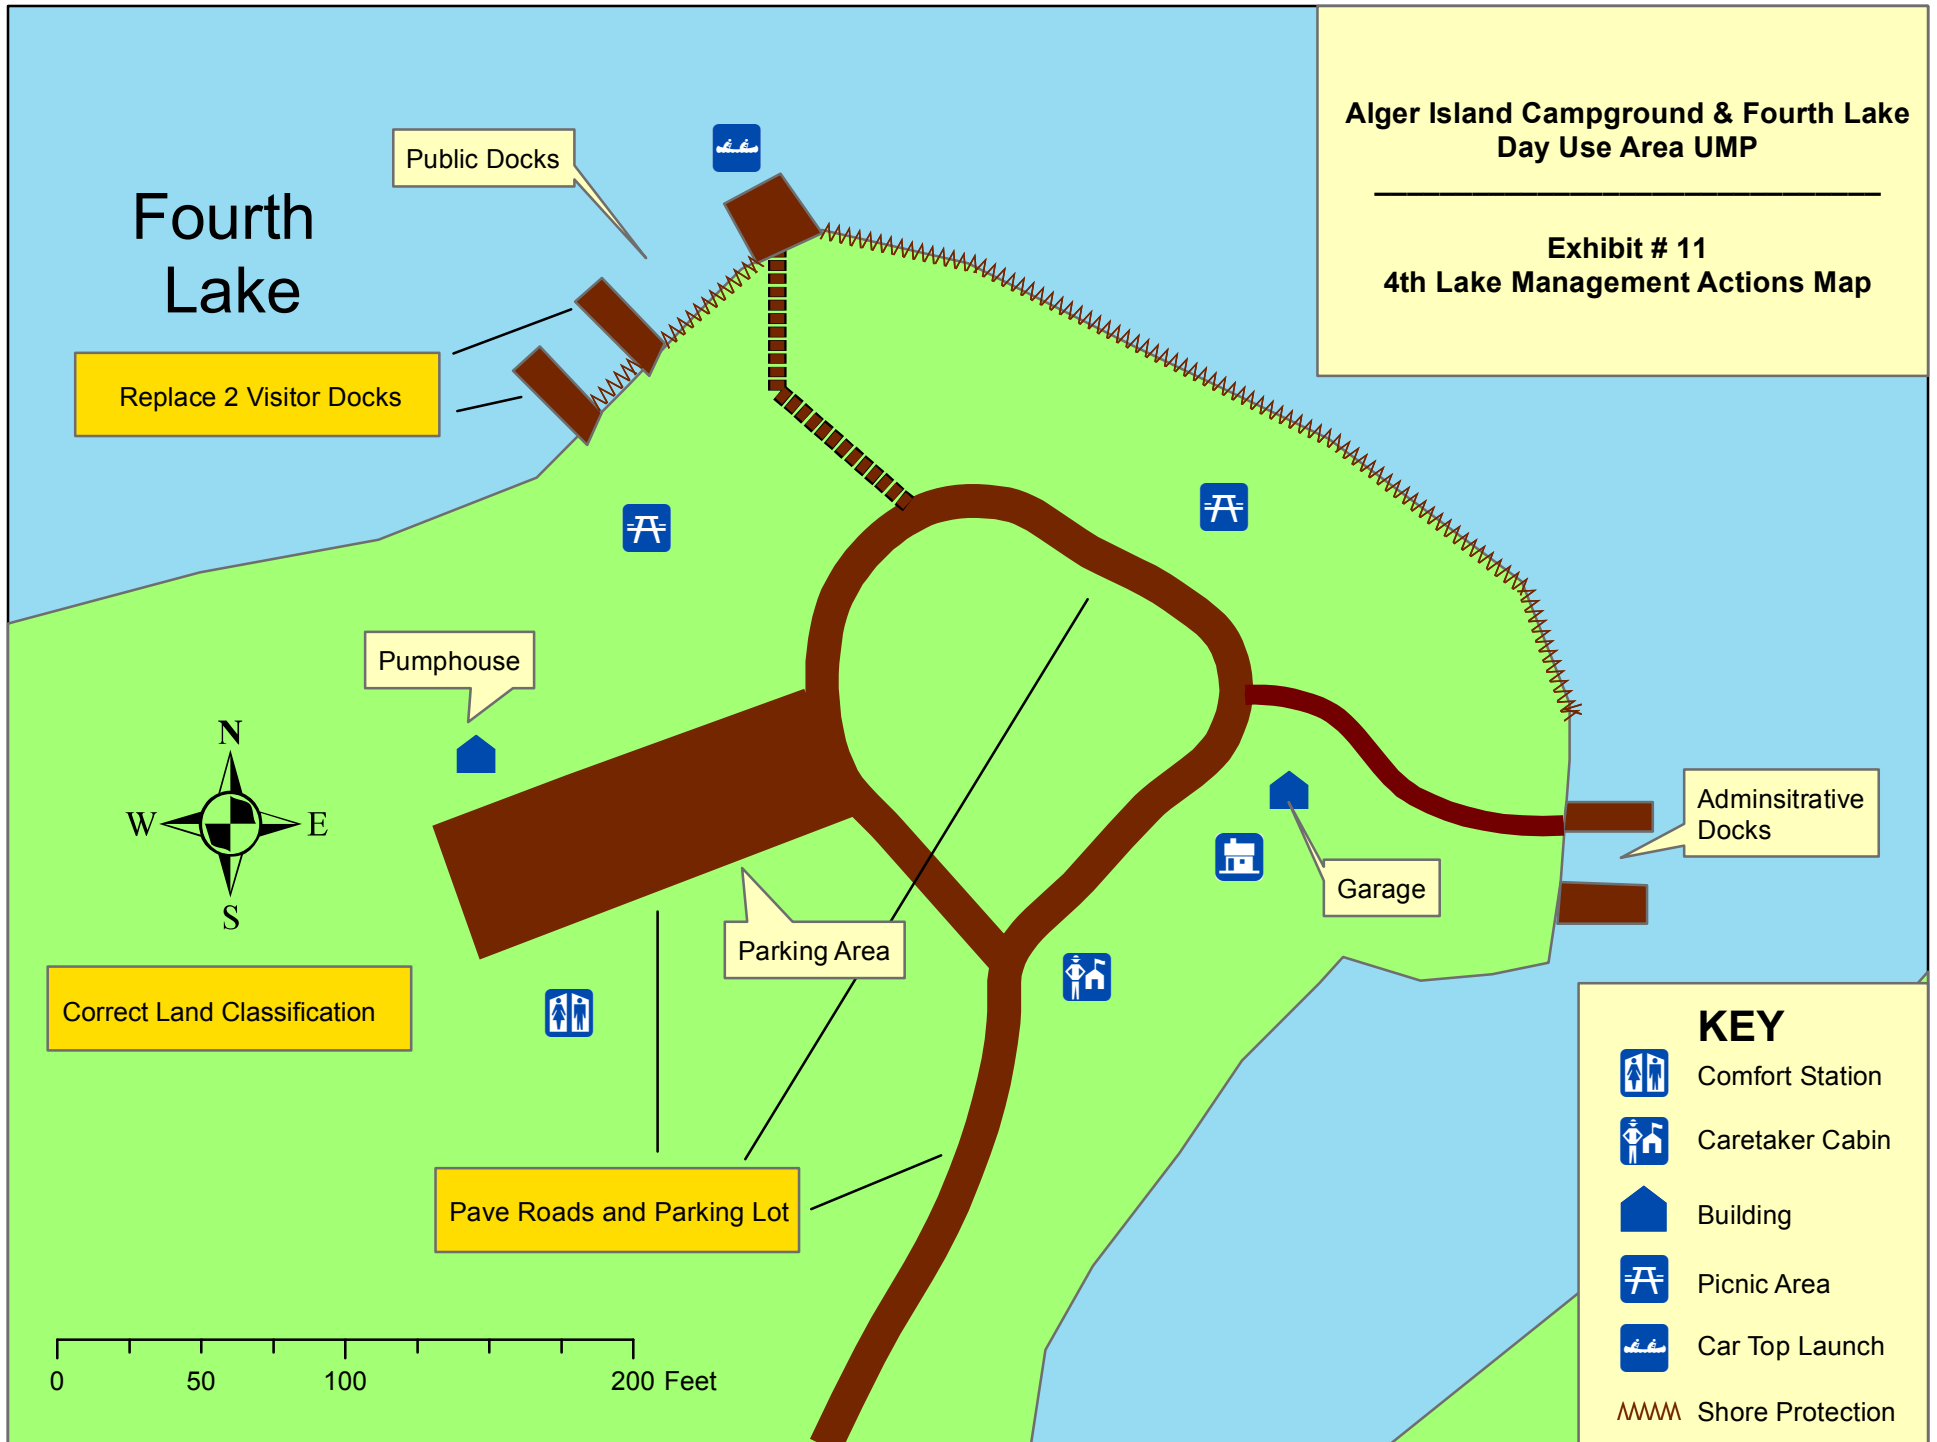 Alger Island Campground & Fourth Lake
Day Use Area UMP
Exhibit # 11
4th Lake Management Actions Map
Public Docks
Fourth
Lake
Replace 2 Visitor Docks
Pumphouse
N
W
E
S
Adminsitrative
Docks
Garage
Parking Area
Correct Land Classification
Pave Roads and Parking Lot
KEY
Comfort Station
Caretaker Cabin
Building
Picnic Area
Car Top Launch
Shore Protection
0
50
100
200 Feet